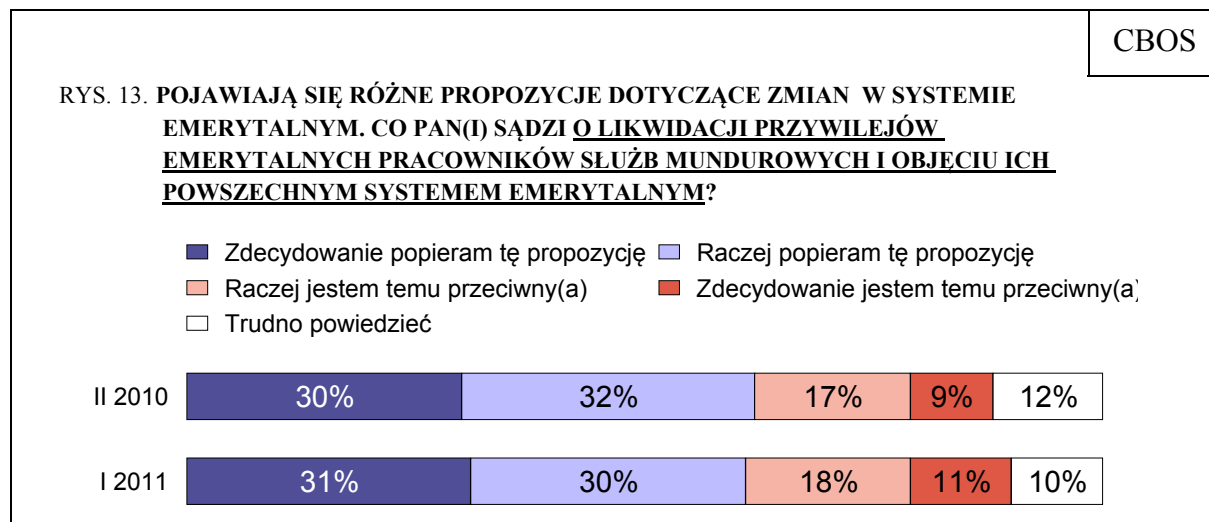 CBOS
RYS. 13. POJAWIAJĄ SIĘ RÓŻNE PROPOZYCJE DOTYCZĄCE ZMIAN W SYSTEMIE
EMERYTALNYM. CO PAN(I) SĄDZI O LIKWIDACJI PRZYWILEJÓW
EMERYTALNYCH PRACOWNIKÓW SŁUŻB MUNDUROWYCH I OBJĘCIU ICH
POWSZECHNYM SYSTEMEM EMERYTALNYM?
Zdecydowanie popieram tę propozycję Raczej popieram tę propozycję
Raczej jestem temu przeciwny(a) Zdecydowanie jestem temu przeciwny(a)
Trudno powiedzieć
II 2010 30% 32% 17% 9% 12%
I 2011 31% 30% 18% 11% 10%